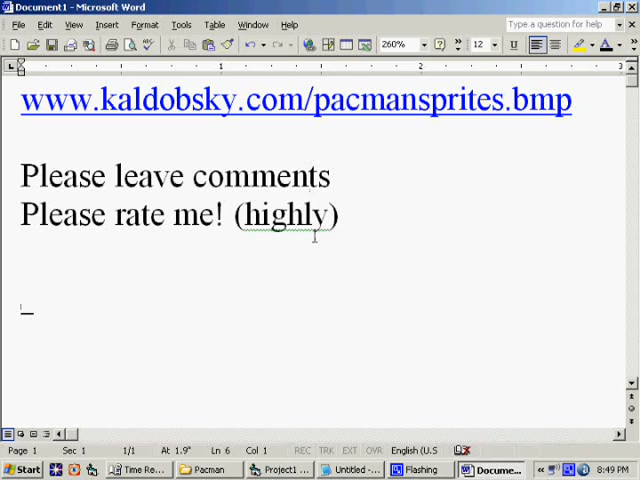 Document1 - Microsoft Word
File Edit View Insert Format Tools Table Window Help Type a question for help
260% 12 U A
1 2 3
www.kaldobsky.com/pacmansprites.bmp
Please leave comments
Please rate me! (highly)
Page 1 Sec 1 1/1 At 1.9" Ln 6 Col 1 REC TRK EXT OVR English (U.S
Start Time Re... Pacman Project1 ... Untitled -... Flashing Docume... 8:49 PM